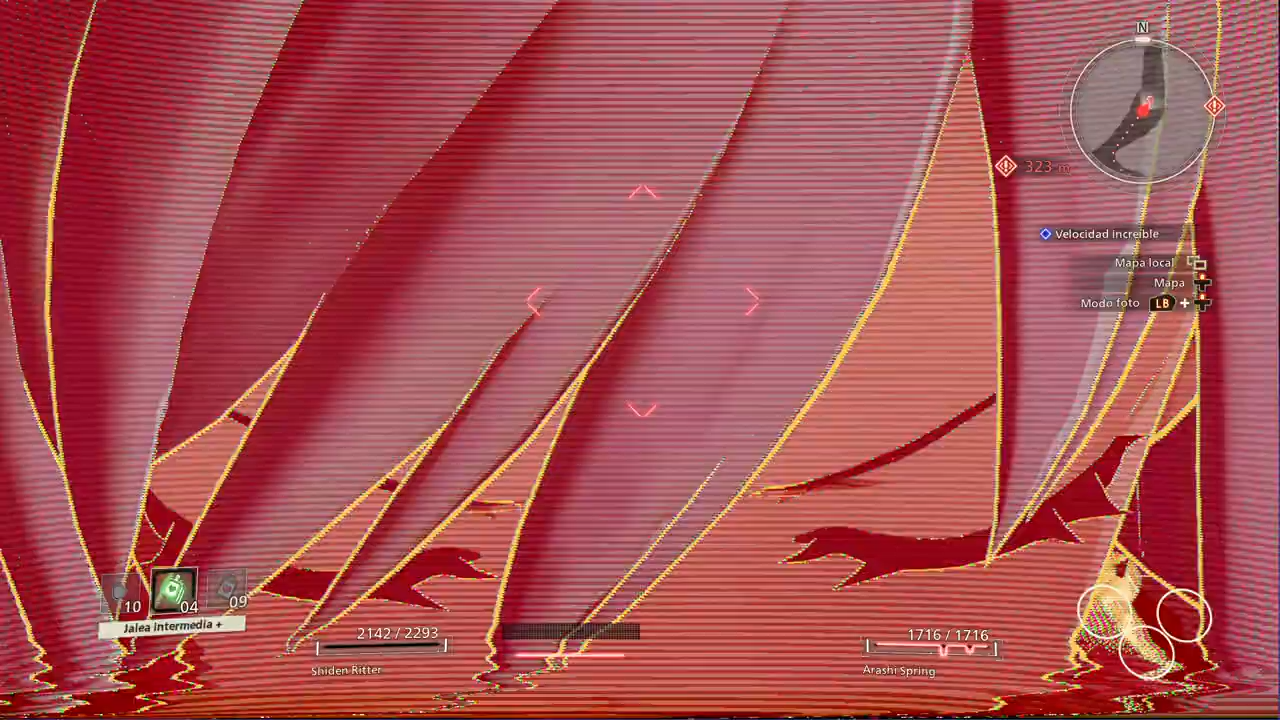 N
323 m
Velocidad increíble
Mapa local
Mapa
Modo foto LB +
10 04 09
Jalea intermedia +
2142 / 2293
Shiden Ritter
1716 / 1716
Arashi Spring